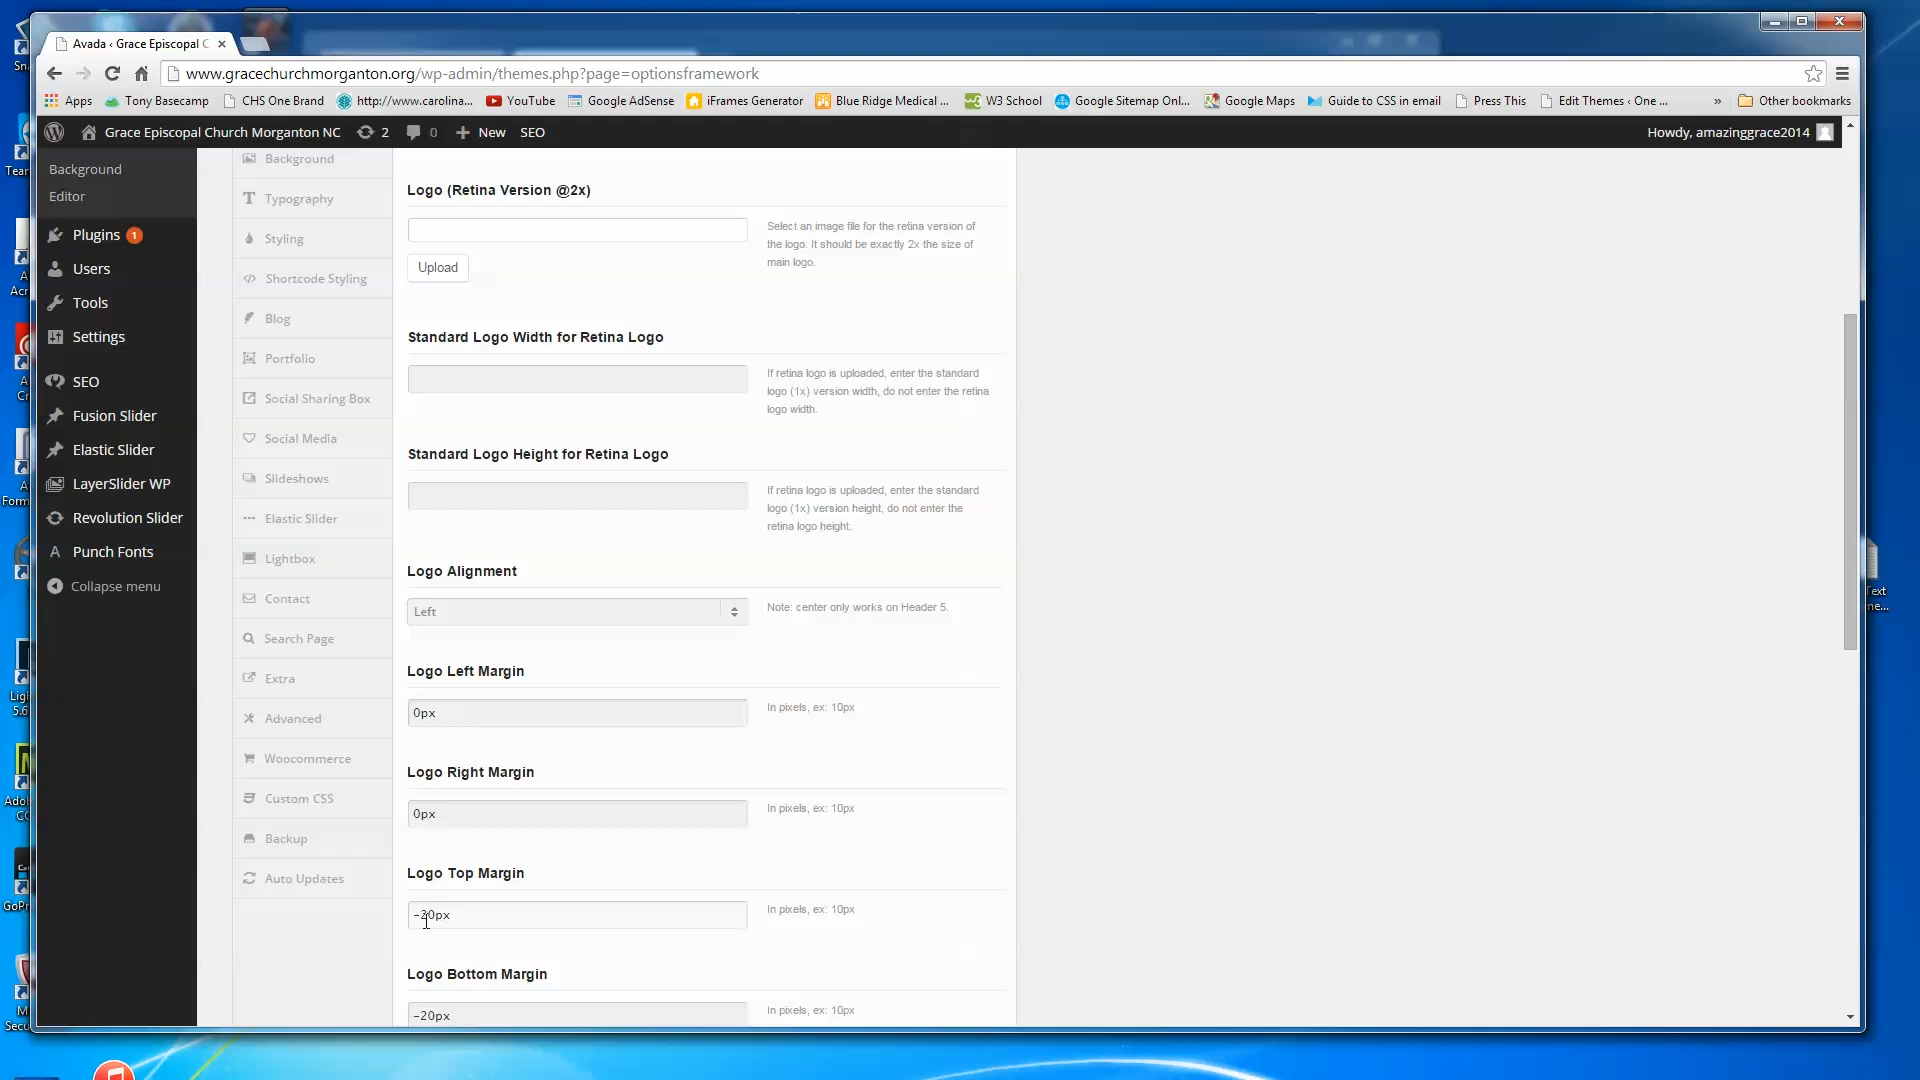 Avada ‹ Grace Episcopal C
www.gracechurchmorganton.org/wp-admin/themes.php?page=optionsframework
Apps Tony Basecamp CHS One Brand http://www.carolina... YouTube Google AdSense iFrames Generator Blue Ridge Medical ... W3 School Google Sitemap Onl... Google Maps Guide to CSS in email Press This Edit Themes ‹ One ... » Other bookmarks
Grace Episcopal Church Morganton NC 2 0 New SEO Howdy, amazinggrace2014
Background
Editor
Plugins 1
Users
Tools
Settings
SEO
Fusion Slider
Elastic Slider
LayerSlider WP
Revolution Slider
Punch Fonts
Collapse menu
Background
Typography
Styling
Shortcode Styling
Blog
Portfolio
Social Sharing Box
Social Media
Slideshows
Elastic Slider
Lightbox
Contact
Search Page
Extra
Advanced
Woocommerce
Custom CSS
Backup
Auto Updates
Logo (Retina Version @2x)
Select an image file for the retina version of
the logo. It should be exactly 2x the size of
main logo.
Upload
Standard Logo Width for Retina Logo
If retina logo is uploaded, enter the standard
logo (1x) version width, do not enter the retina
logo width.
Standard Logo Height for Retina Logo
If retina logo is uploaded, enter the standard
logo (1x) version height, do not enter the
retina logo height.
Logo Alignment
Left
Note: center only works on Header 5.
Logo Left Margin
0px
In pixels, ex: 10px
Logo Right Margin
0px
In pixels, ex: 10px
Logo Top Margin
-20px
In pixels, ex: 10px
Logo Bottom Margin
-20px
In pixels, ex: 10px